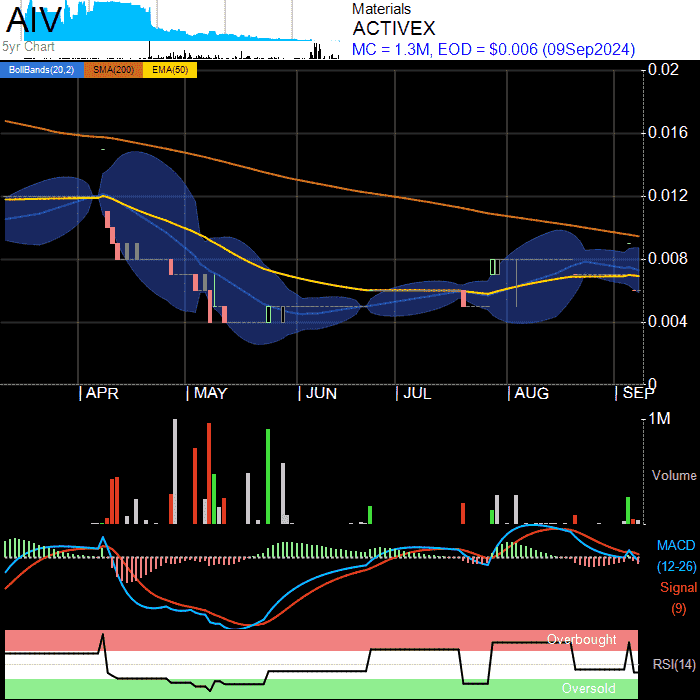 AIV
5yr Chart
Materials
ACTIVEX
MC = 1.3M, EOD = $0.006 (09Sep2024)
BollBands(20,2) SMA(200) EMA(50)
0.02
0.016
0.012
0.008
0.004
0
APR MAY JUN JUL AUG SEP
1M
Volume
MACD
(12-26)
Signal
(9)
Overbought
RSI(14)
Oversold